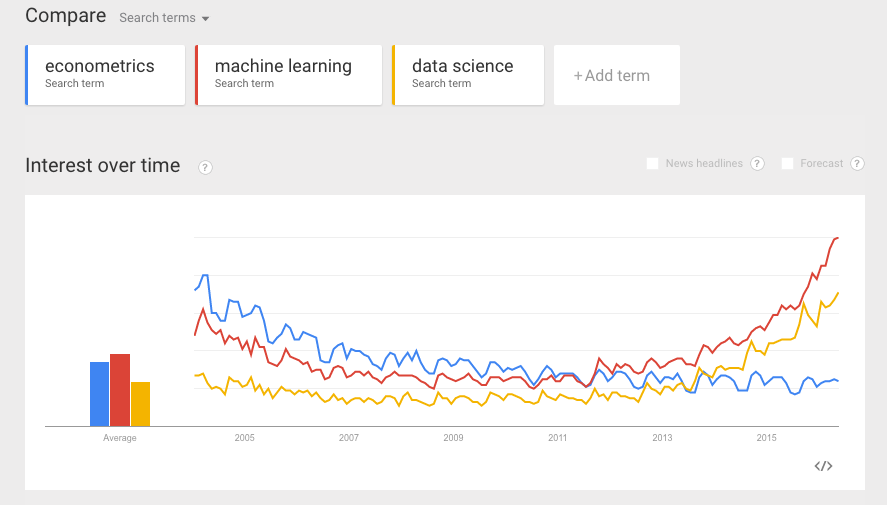 Compare Search terms
econometrics machine learning data science +Add term
Search term Search term Search term
Interest over time ? News headlines ? Forecast ?
Average 2005 2007 2009 2011 2013 2015
</>